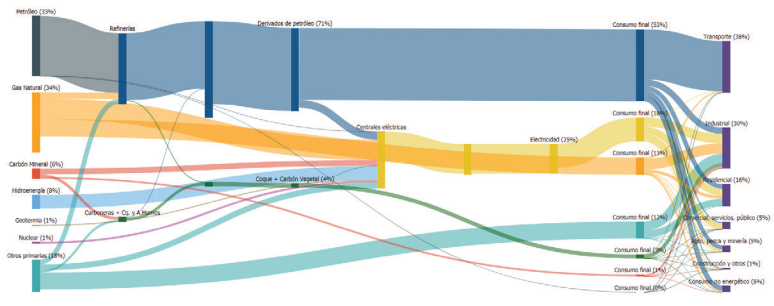 Petróleo (33%)
Gas Natural (34%)
Carbón Mineral (6%)
Hidroenergía (8%)
Geotermia (1%)
Nuclear (1%)
Otros primarias (18%)
Refinerías
Carboneras + Cq. y A Hornos
Derivados de petróleo (71%)
Coque + Carbón Vegetal (4%)
Centrales eléctricas
Electricidad (25%)
Consumo final (53%)
Consumo final (18%)
Consumo final (13%)
Consumo final (12%)
Consumo final (3%)
Consumo final (1%)
Consumo final (0%)
Transporte (38%)
Industrial (30%)
Residencial (16%)
Comercial, servicios, público (5%)
Agro, pesca y minería (5%)
Construcción y otros (1%)
Consumo no energético (5%)